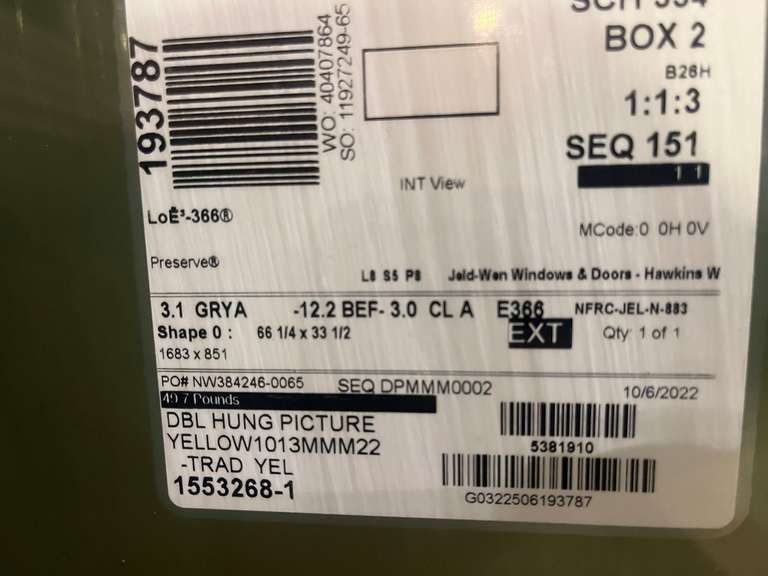 BOX 2
B26H
1:1:3
SEQ 151
1 1
193787
WO: 40407864
SO: 11927249-65
INT View
LoĒ³-366®
MCode:0 0H 0V
Preserve®
L8 S5 P8 Jeld-Wen Windows & Doors - Hawkins W
3.1 GRYA -12.2 BEF- 3.0 CL A E366 NFRC-JEL-N-883
Shape 0 : 66 1/4 x 33 1/2 EXT Qty: 1 of 1
1683 x 851
PO# NW384246-0065 SEQ DPMMM0002 10/6/2022
49.7 Pounds
DBL HUNG PICTURE
YELLOW1013MMM22
-TRAD YEL
1553268-1
5381910
G0322506193787